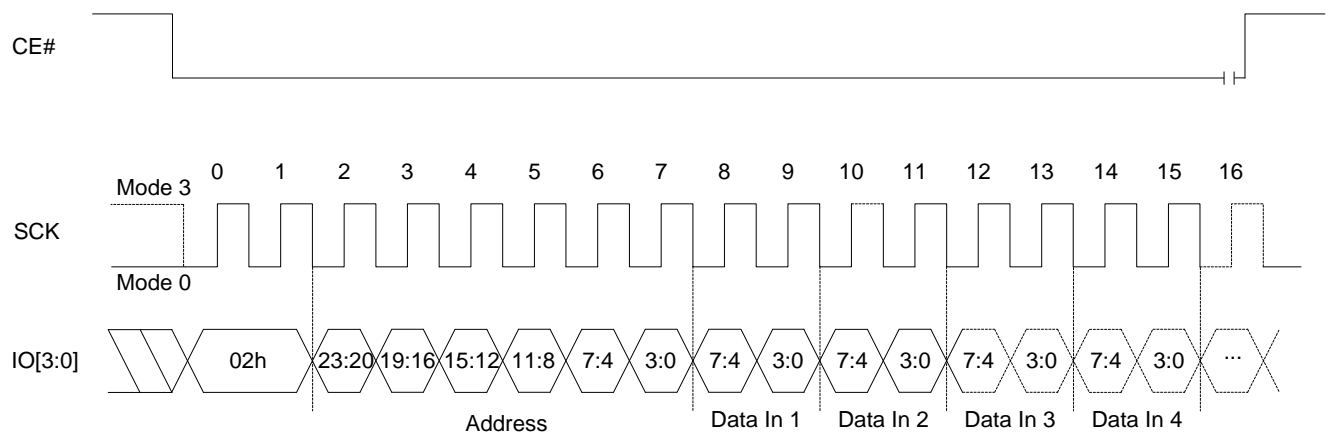 CE#
0 1 2 3 4 5 6 7 8 9 10 11 12 13 14 15 16
Mode 3
SCK
Mode 0
IO[3:0] 02h 23:20 19:16 15:12 11:8 7:4 3:0 7:4 3:0 7:4 3:0 7:4 3:0 7:4 3:0 ...
Address Data In 1 Data In 2 Data In 3 Data In 4